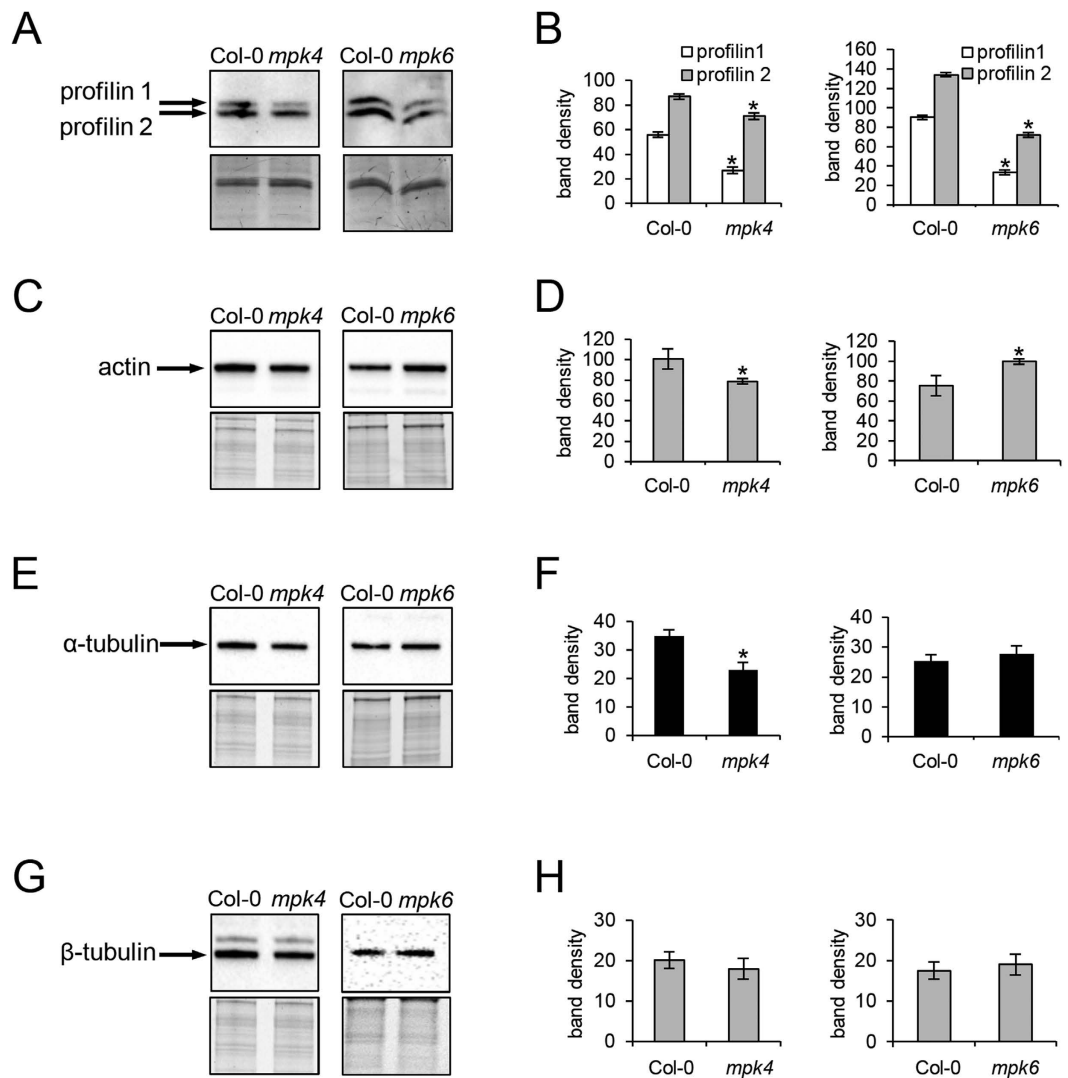 A
Col-0 mpk4
Col-0 mpk6
profilin 1
profilin 2
B
profilin1
profilin 2
band density
100
80
60
40
20
0
*
*
Col-0
mpk4
profilin1
profilin 2
band density
160
140
120
100
80
60
40
20
0
*
*
Col-0
mpk6
C
Col-0 mpk4
Col-0 mpk6
actin
D
band density
120
100
80
60
40
20
0
*
Col-0
mpk4
band density
120
100
80
60
40
20
0
*
Col-0
mpk6
E
Col-0 mpk4
Col-0 mpk6
α-tubulin
F
band density
40
30
20
10
0
*
Col-0
mpk4
band density
40
30
20
10
0
Col-0
mpk6
G
Col-0 mpk4
Col-0 mpk6
β-tubulin
H
band density
30
20
10
0
Col-0
mpk4
band density
30
20
10
0
Col-0
mpk6